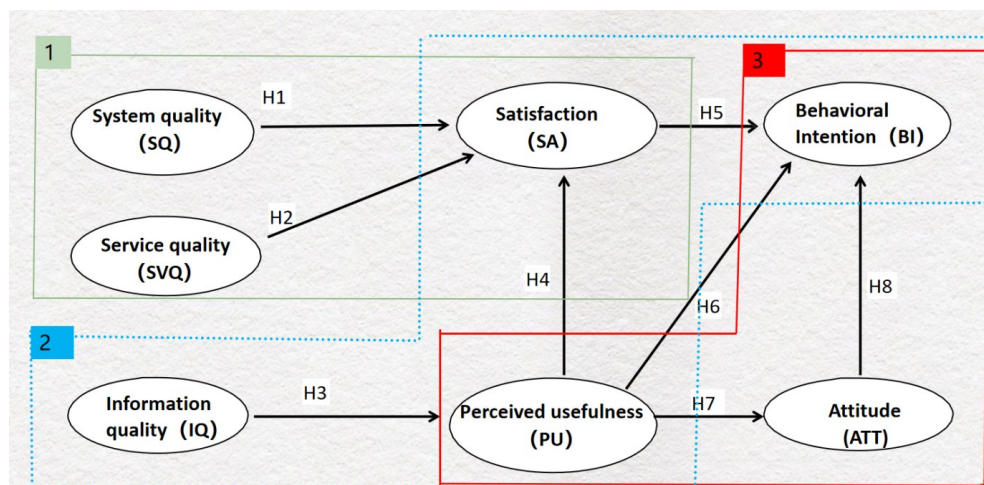 1
3
H1
System quality
(SQ)
Satisfaction
(SA)
H5
Behavioral
Intention (BI)
H2
Service quality
(SVQ)
H4
H6
H8
2
Information
quality (IQ)
H3
Perceived usefulness
(PU)
H7
Attitude
(ATT)